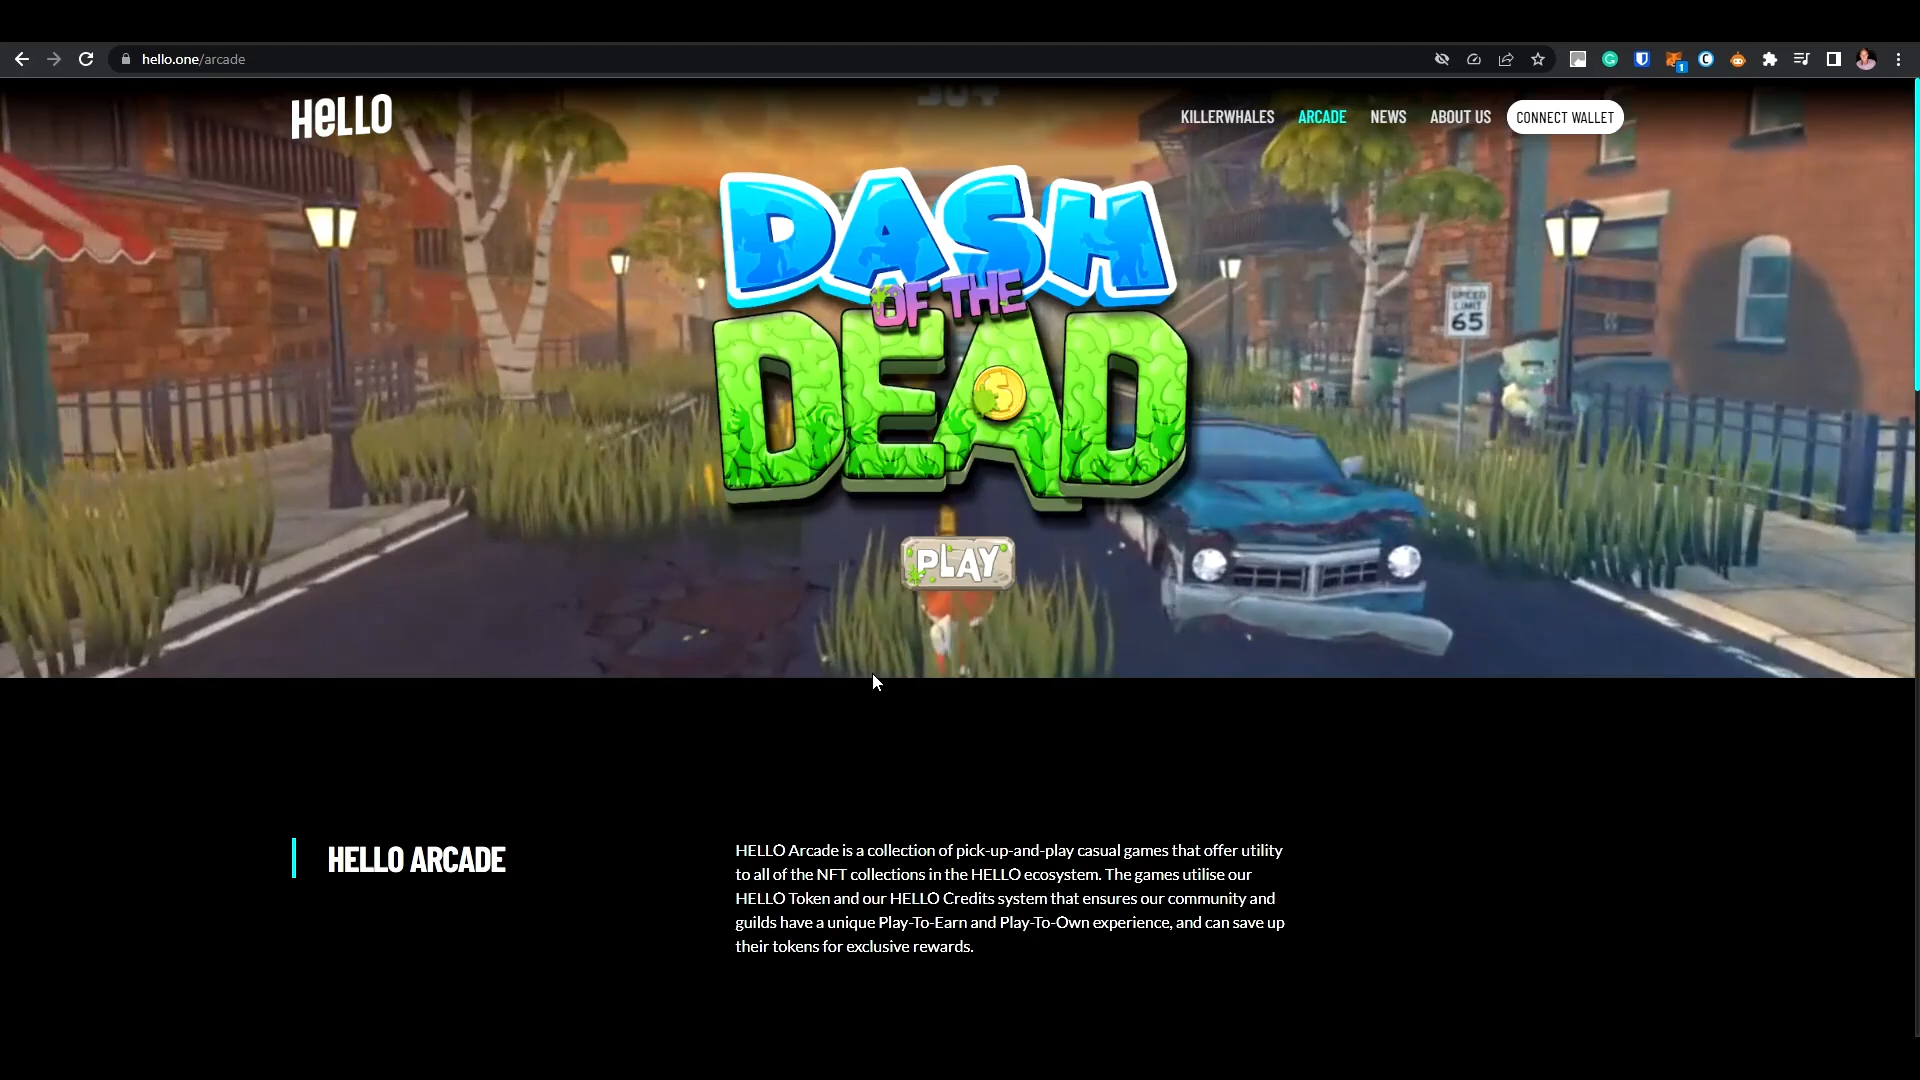 hello.one/arcade
1
HELLO
KILLERWHALES
ARCADE
NEWS
ABOUT US
CONNECT WALLET
DASH
OF THE
DEAD
SPEED
LIMIT
65
PLAY
HELLO ARCADE
HELLO Arcade is a collection of pick-up-and-play casual games that offer utility
to all of the NFT collections in the HELLO ecosystem. The games utilise our
HELLO Token and our HELLO Credits system that ensures our community and
guilds have a unique Play-To-Earn and Play-To-Own experience, and can save up
their tokens for exclusive rewards.